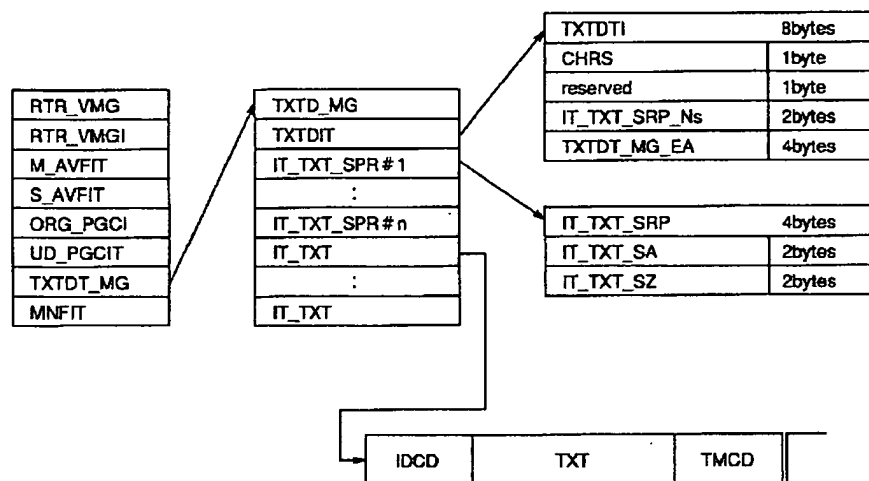 RTR_VMG
RTR_VMGI
M_AVFIT
S_AVFIT
ORG_PGCI
UD_PGCIT
TXTDT_MG
MNFIT
TXTD_MG
TXTDIT
IT_TXT_SPR#1
:
IT_TXT_SPR#n
IT_TXT
:
IT_TXT
TXTDTI 8bytes
CHRS 1byte
reserved 1byte
IT_TXT_SRP_Ns 2bytes
TXTDT_MG_EA 4bytes
IT_TXT_SRP 4bytes
IT_TXT_SA 2bytes
IT_TXT_SZ 2bytes
IDCD TXT TMCD